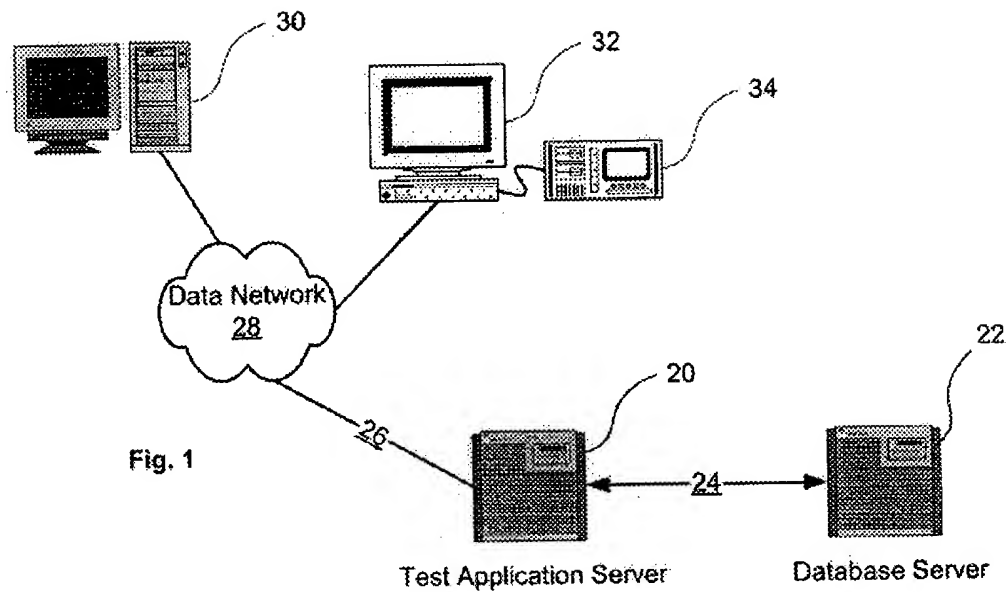 30
32
34
Data Network
28
22
20
26
Fig. 1
24
Test Application Server
Database Server